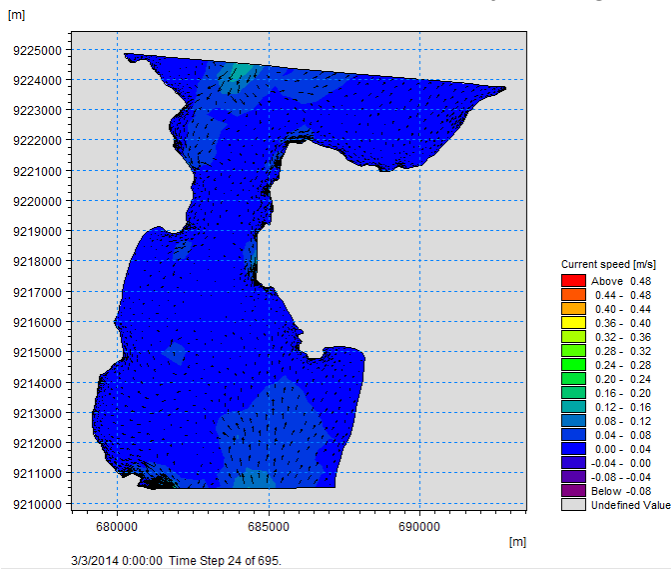 [m]
9225000
9224000
9223000
9222000
9221000
9220000
9219000
9218000
9217000
9216000
9215000
9214000
9213000
9212000
9211000
9210000
680000 685000 690000
[m]
Current speed [m/s]
Above 0.48
0.44 - 0.48
0.40 - 0.44
0.36 - 0.40
0.32 - 0.36
0.28 - 0.32
0.24 - 0.28
0.20 - 0.24
0.16 - 0.20
0.12 - 0.16
0.08 - 0.12
0.04 - 0.08
0.00 - 0.04
-0.04 - 0.00
-0.08 - -0.04
Below -0.08
Undefined Value
3/3/2014 0:00:00 Time Step 24 of 695.